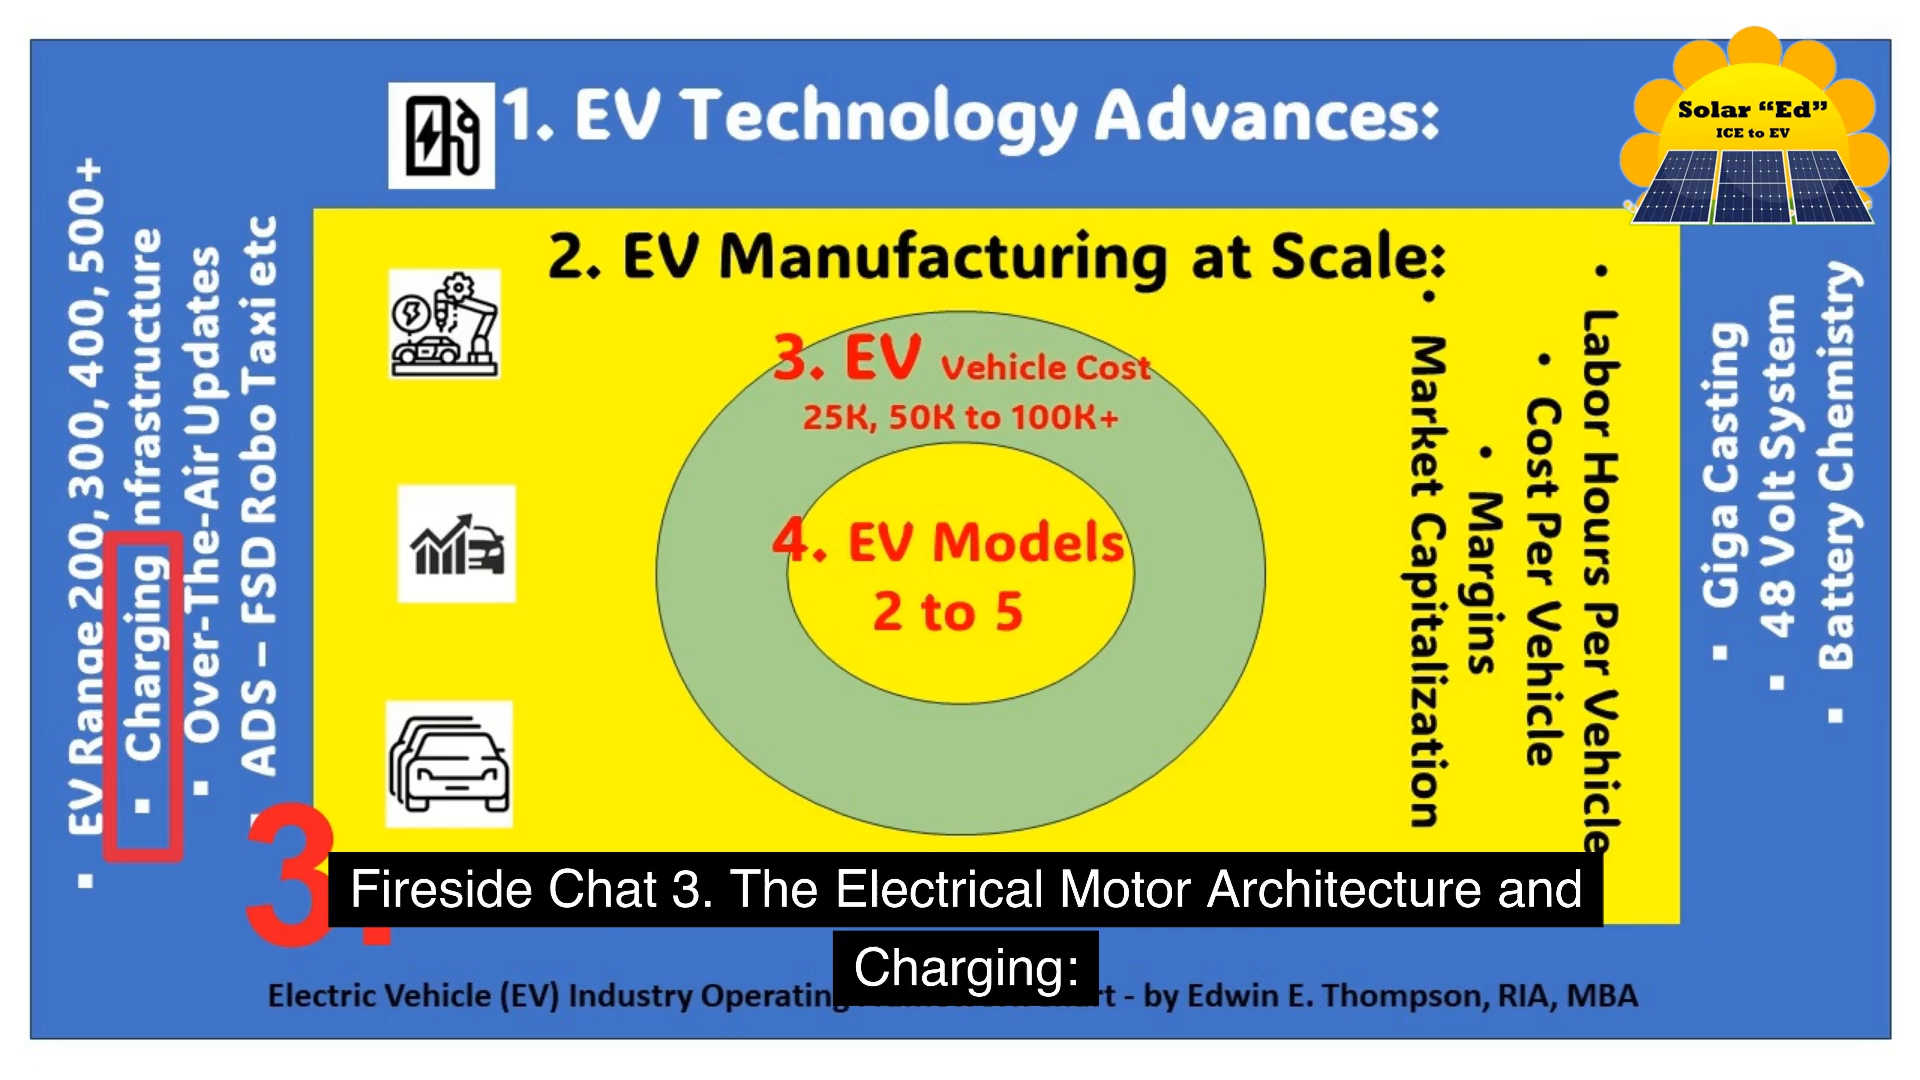 1. EV Technology Advances:
Solar “Ed”
ICE to EV
▪ EV Range 200, 300, 400, 500+
▪ Charging nfrastructure
▪ Over-The-Air Updates
ADS – FSD Robo Taxi etc
2. EV Manufacturing at Scale:
3. EV Vehicle Cost
25K, 50K to 100K+
4. EV Models
2 to 5
• Labor Hours Per Vehicle
• Cost Per Vehicle
• Margins
• Market Capitalization
▪ Giga Casting
▪ 48 Volt System
▪ Battery Chemistry
3.
Fireside Chat 3. The Electrical Motor Architecture and
Charging:
Electric Vehicle (EV) Industry Operating - by Edwin E. Thompson, RIA, MBA